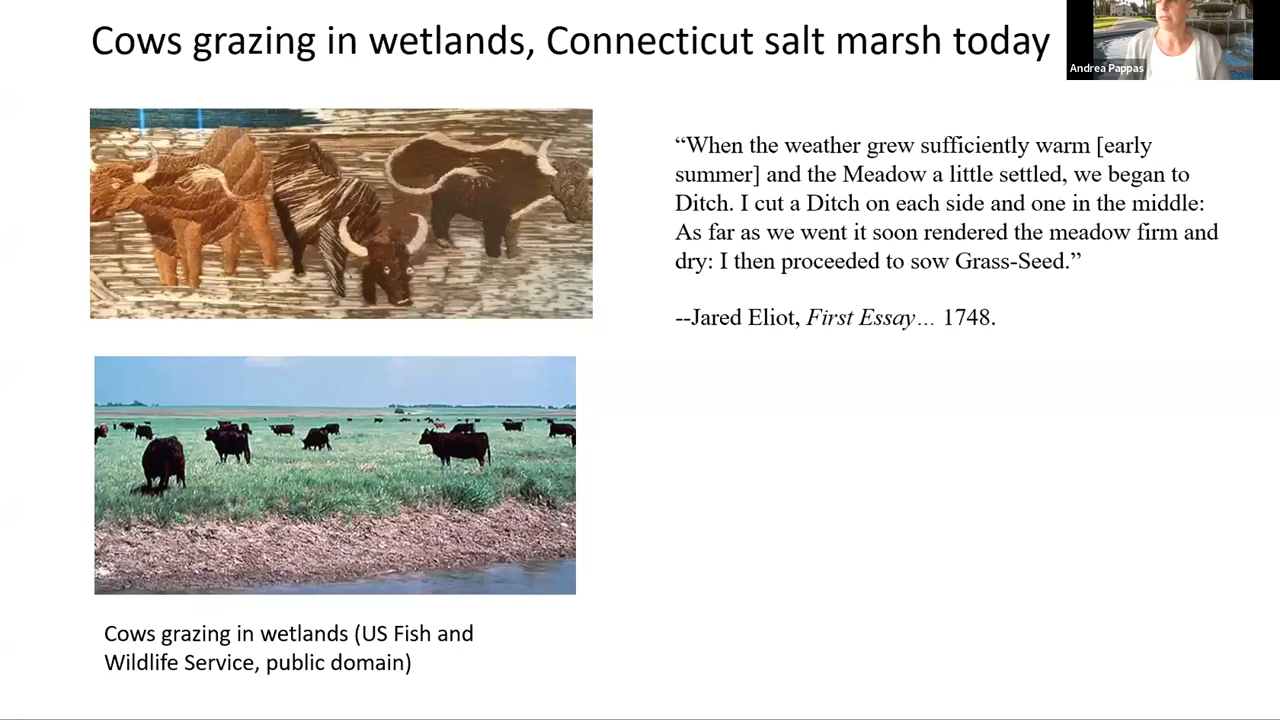 Cows grazing in wetlands, Connecticut salt marsh today
Andrea Pappas
“When the weather grew sufficiently warm [early
summer] and the Meadow a little settled, we began to
Ditch. I cut a Ditch on each side and one in the middle:
As far as we went it soon rendered the meadow firm and
dry: I then proceeded to sow Grass-Seed.”
--Jared Eliot, First Essay… 1748.
Cows grazing in wetlands (US Fish and
Wildlife Service, public domain)